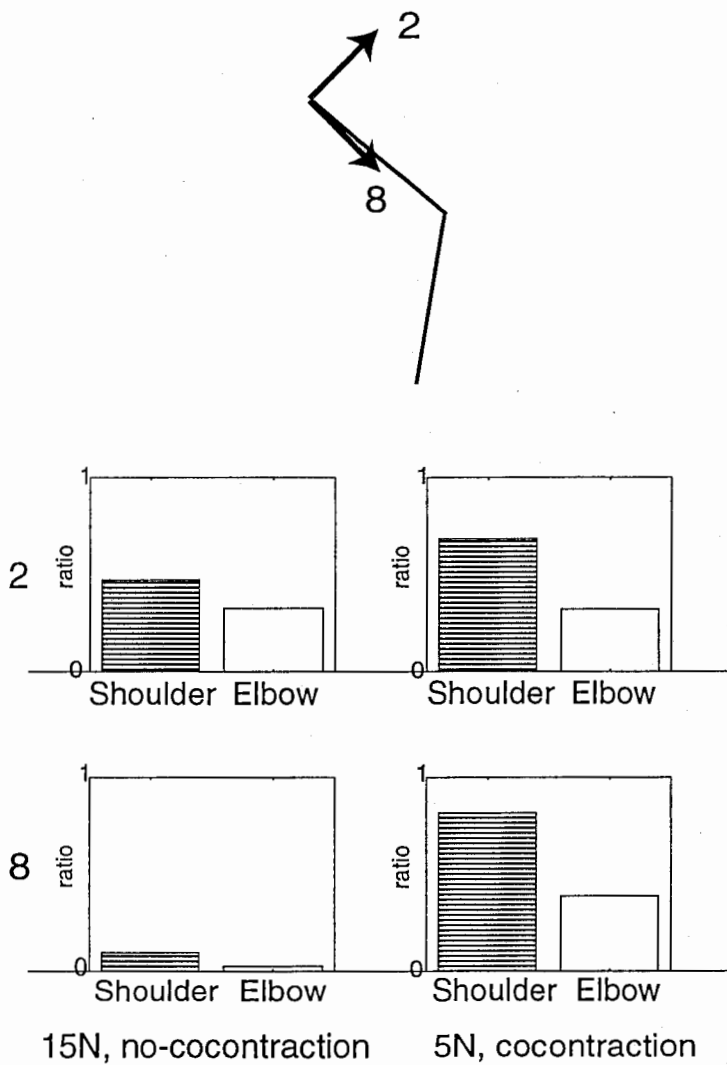 2
8
1 1
2 ratio ratio
0 0
Shoulder Elbow Shoulder Elbow
1 1
8 ratio ratio
0 0
Shoulder Elbow Shoulder Elbow
15N, no-cocontraction 5N, cocontraction